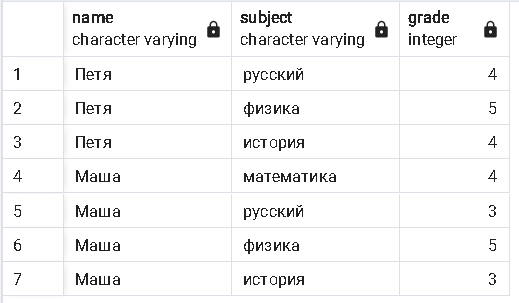 name subject grade
character varying character varying integer
1 Петя русский 4
2 Петя физика 5
3 Петя история 4
4 Маша математика 4
5 Маша русский 3
6 Маша физика 5
7 Маша история 3